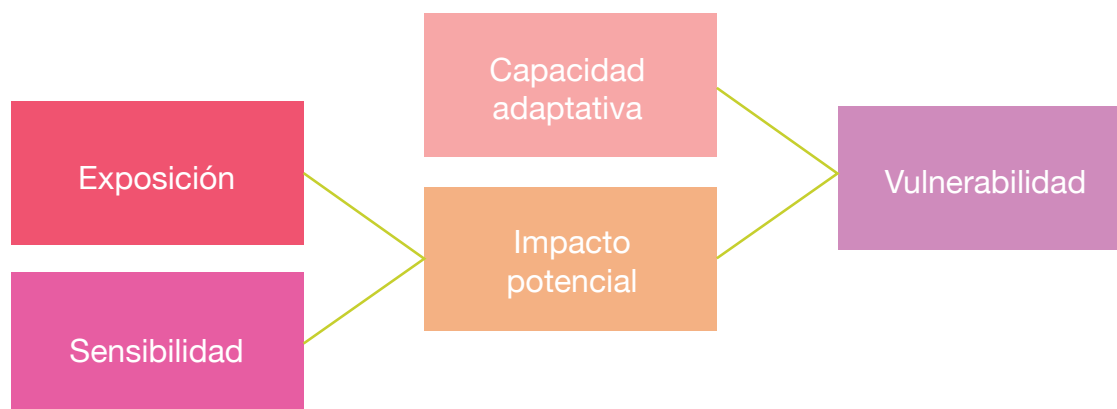 Exposición
Sensibilidad
Capacidad
adaptativa
Impacto
potencial
Vulnerabilidad